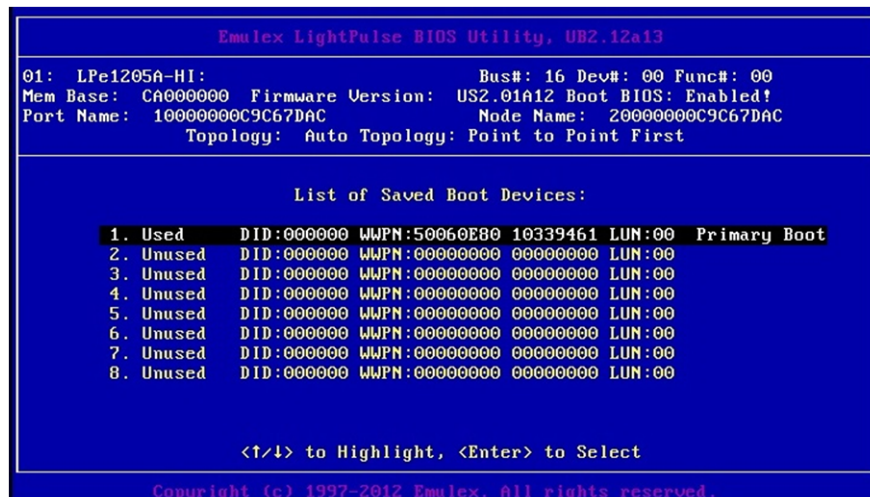 Emulex LightPulse BIOS Utility, UB2.12a13
01: LPe1205A-HI: Bus#: 16 Dev#: 00 Func#: 00
Mem Base: CA000000 Firmware Version: US2.01A12 Boot BIOS: Enabled!
Port Name: 10000000C9C67DAC Node Name: 20000000C9C67DAC
Topology: Auto Topology: Point to Point First
List of Saved Boot Devices:
1. Used DID:000000 WWPN:50060E80 10339461 LUN:00 Primary Boot
2. Unused DID:000000 WWPN:00000000 00000000 LUN:00
3. Unused DID:000000 WWPN:00000000 00000000 LUN:00
4. Unused DID:000000 WWPN:00000000 00000000 LUN:00
5. Unused DID:000000 WWPN:00000000 00000000 LUN:00
6. Unused DID:000000 WWPN:00000000 00000000 LUN:00
7. Unused DID:000000 WWPN:00000000 00000000 LUN:00
8. Unused DID:000000 WWPN:00000000 00000000 LUN:00
<↑/↓> to Highlight, <Enter> to Select
Copyright (c) 1997-2012 Emulex. All rights reserved.